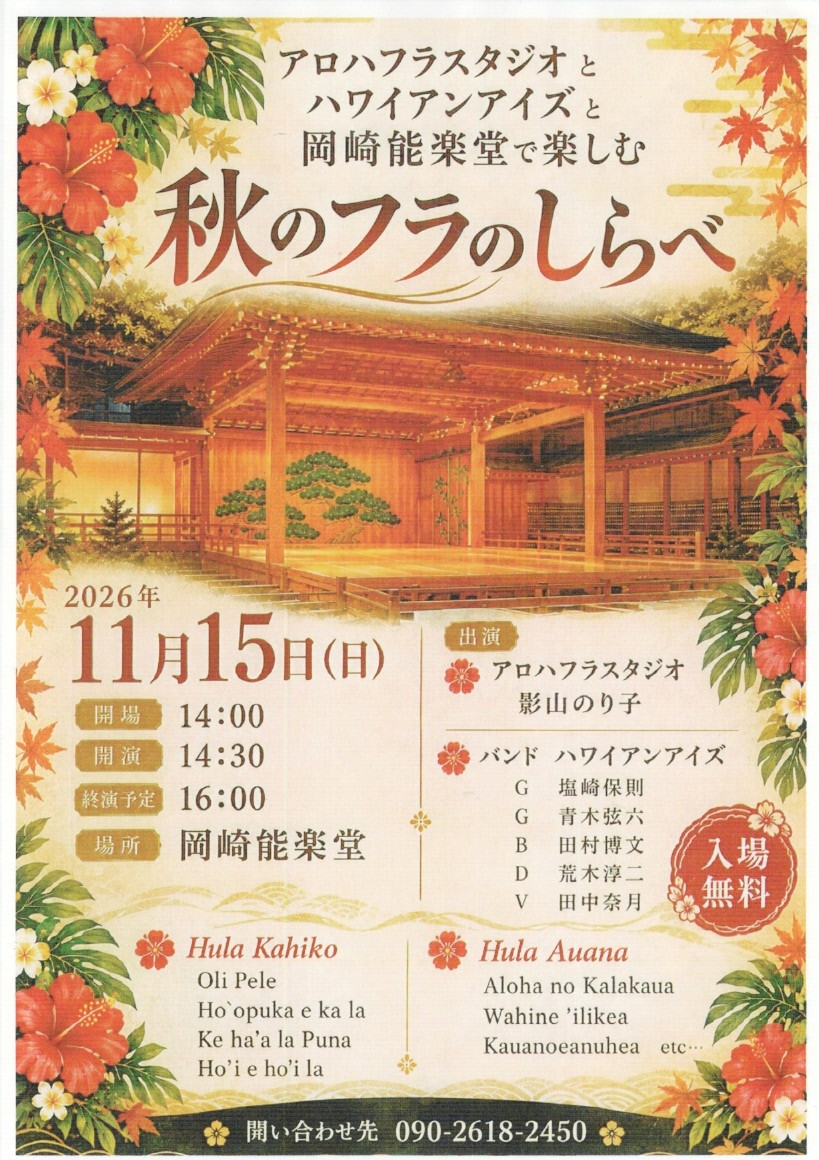 アロハフラスタジオと
ハワイアンアイズと
岡崎能楽堂で楽しむ
秋のフラのしらべ
2026年
11月15日(日)
開場 14:00
開演 14:30
終演予定 16:00
場所 岡崎能楽堂
出演
アロハフラスタジオ
影山のり子
バンド ハワイアンアイズ
G 塩崎保則
G 青木弦六
B 田村博文
D 荒木淳二
V 田中奈月
入場
無料
Hula Kahiko
Oli Pele
Ho`opuka e ka la
Ke ha'a la Puna
Ho'i e ho'i la
Hula Auana
Aloha no Kalakaua
Wahine 'ilikea
Kauanoeanuhea etc…
開い合わせ先 090-2618-2450